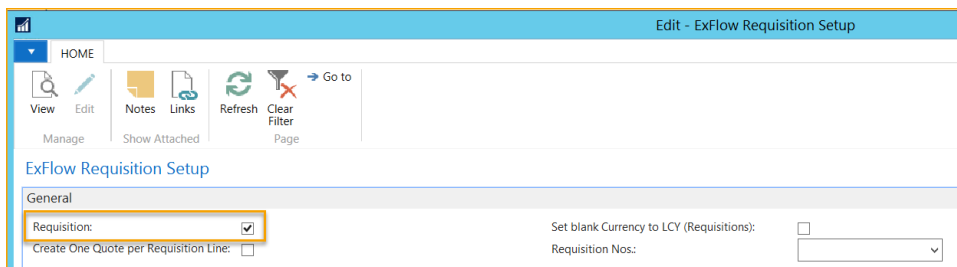 Edit - ExFlow Requisition Setup
HOME
View
Edit
Notes
Links
Refresh
Clear
Filter
Go to
Manage
Show Attached
Page
ExFlow Requisition Setup
General
Requisition:
Set blank Currency to LCY (Requisitions):
Create One Quote per Requisition Line:
Requisition Nos.: